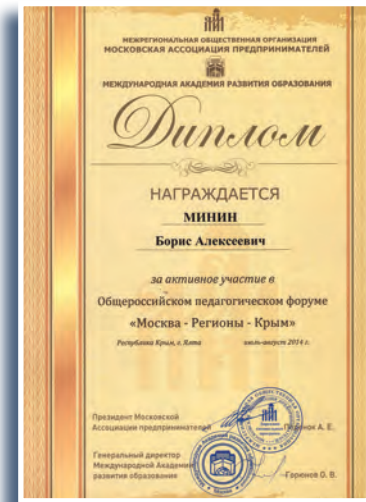 МЕЖРЕГИОНАЛЬНАЯ ОБЩЕСТВЕННАЯ ОРГАНИЗАЦИЯ
МОСКОВСКАЯ АССОЦИАЦИЯ ПРЕДПРИНИМАТЕЛЕЙ
МЕЖДУНАРОДНАЯ АКАДЕМИЯ РАЗВИТИЯ ОБРАЗОВАНИЯ
Диплом
НАГРАЖДАЕТСЯ
МИНИН
Борис Алексеевич
за активное участие в
Общероссийском педагогическом форуме
«Москва - Регионы - Крым»
Республика Крым, г. Ялта июль-август 2014 г.
Президент Московской
Ассоциации предпринимателей А. Е.
Генеральный директор
Международной Академии
развития образование Горюнов О. В.